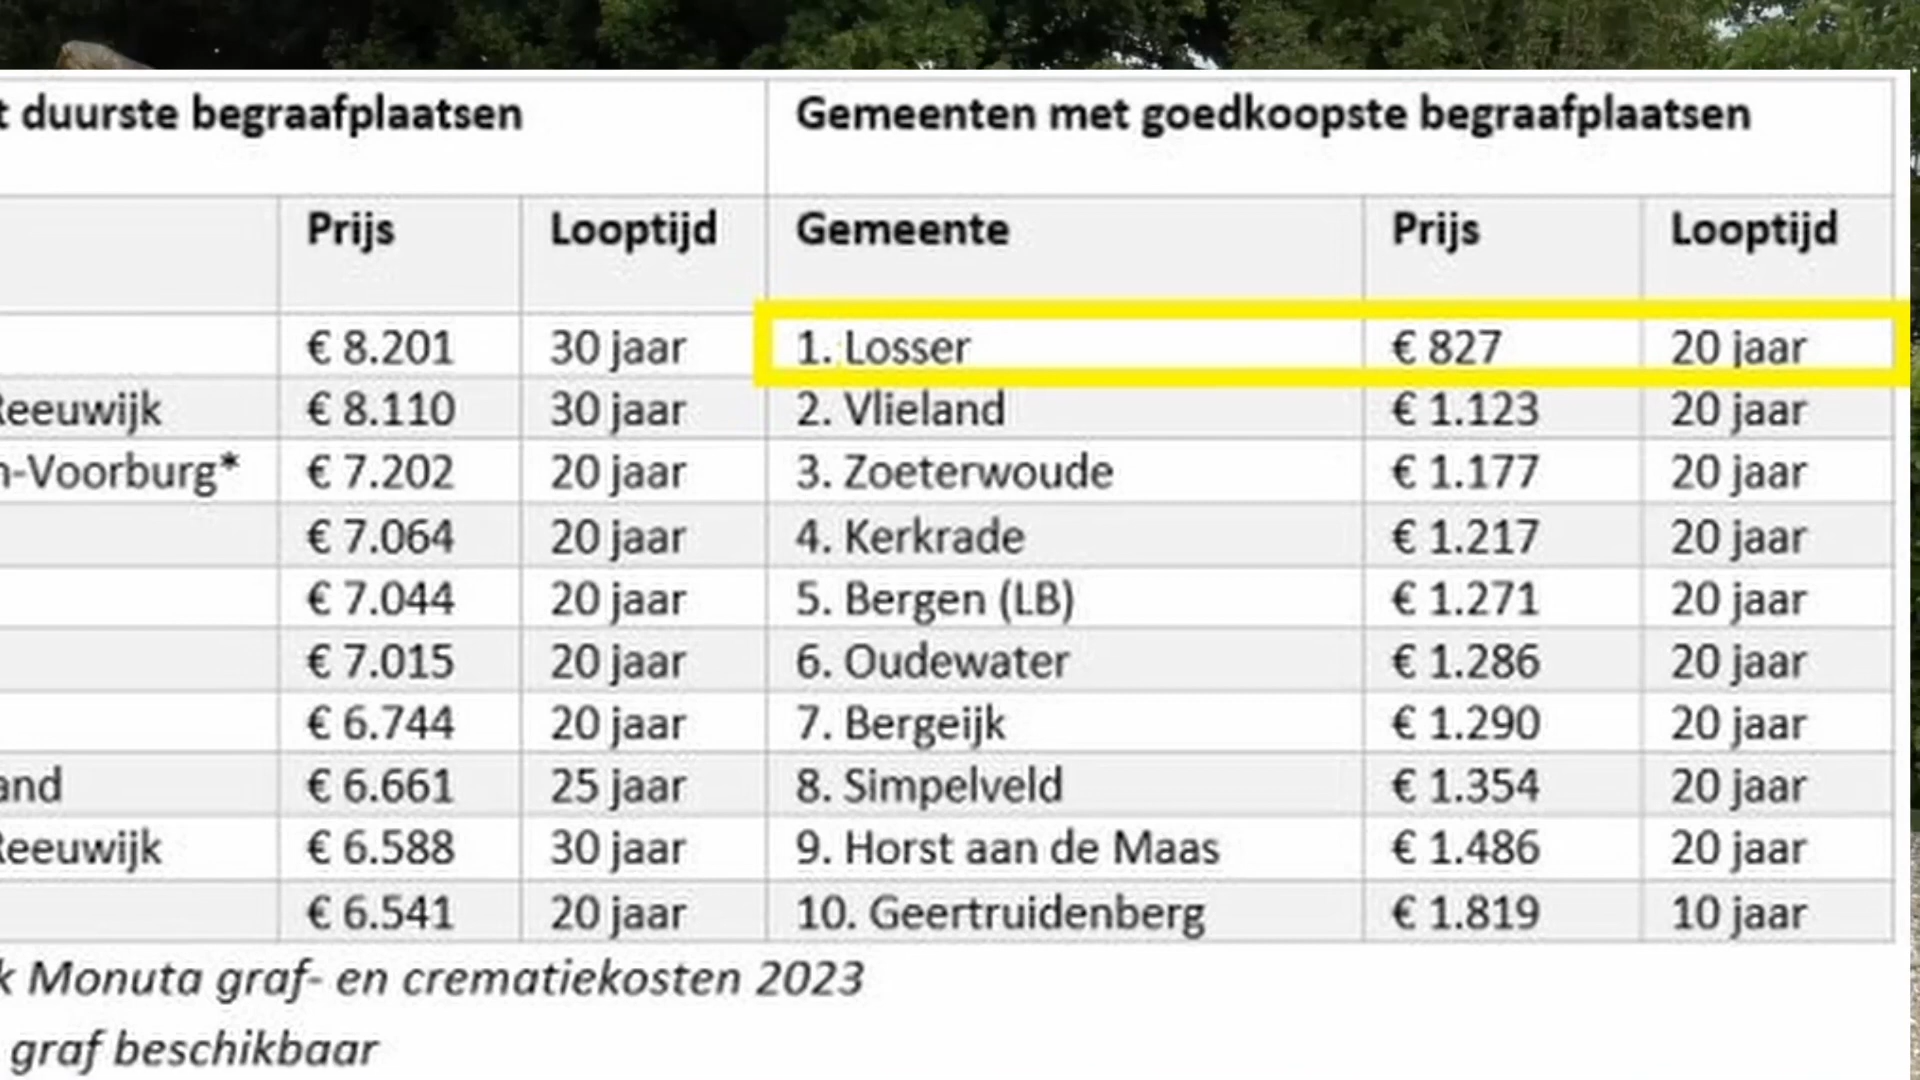 t duurste begraafplaatsen Gemeenten met goedkoopste begraafplaatsen
Prijs Looptijd Gemeente Prijs Looptijd
€ 8.201 30 jaar 1. Losser € 827 20 jaar
Reeuwijk € 8.110 30 jaar 2. Vlieland € 1.123 20 jaar
n-Voorburg* € 7.202 20 jaar 3. Zoeterwoude € 1.177 20 jaar
€ 7.064 20 jaar 4. Kerkrade € 1.217 20 jaar
€ 7.044 20 jaar 5. Bergen (LB) € 1.271 20 jaar
€ 7.015 20 jaar 6. Oudewater € 1.286 20 jaar
€ 6.744 20 jaar 7. Bergeijk € 1.290 20 jaar
and € 6.661 25 jaar 8. Simpelveld € 1.354 20 jaar
Reeuwijk € 6.588 30 jaar 9. Horst aan de Maas € 1.486 20 jaar
€ 6.541 20 jaar 10. Geertruidenberg € 1.819 10 jaar
k Monuta graf- en crematiekosten 2023
graf beschikbaar